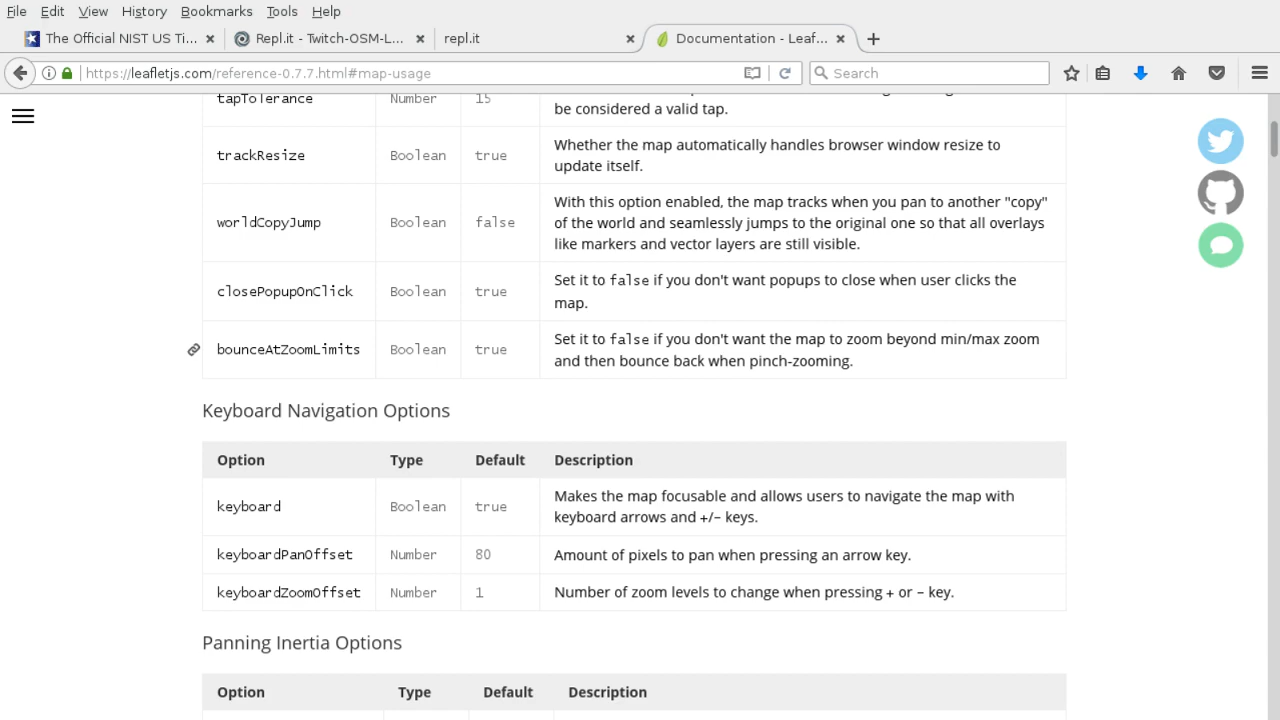 File Edit View History Bookmarks Tools Help
The Official NIST US Ti... × Repl.it - Twitch-OSM-L... × repl.it × Documentation - Leaf... ×
https://leafletjs.com/reference-0.7.7.html#map-usage Search
tapTolerance Number 15
be considered a valid tap.
trackResize Boolean true Whether the map automatically handles browser window resize to
update itself.
worldCopyJump Boolean false With this option enabled, the map tracks when you pan to another "copy"
of the world and seamlessly jumps to the original one so that all overlays
like markers and vector layers are still visible.
closePopupOnClick Boolean true Set it to false if you don't want popups to close when user clicks the
map.
bounceAtZoomLimits Boolean true Set it to false if you don't want the map to zoom beyond min/max zoom
and then bounce back when pinch-zooming.
Keyboard Navigation Options
Option Type Default Description
keyboard Boolean true Makes the map focusable and allows users to navigate the map with
keyboard arrows and +/– keys.
keyboardPanOffset Number 80 Amount of pixels to pan when pressing an arrow key.
keyboardZoomOffset Number 1 Number of zoom levels to change when pressing + or – key.
Panning Inertia Options
Option Type Default Description